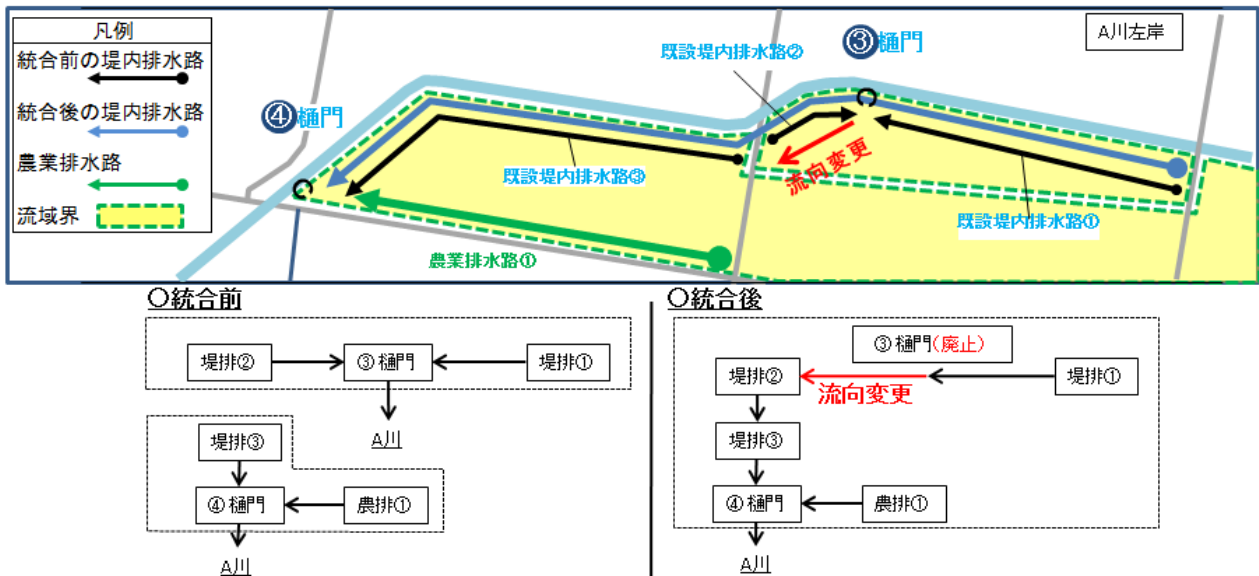 凡例
統合前の堤内排水路
統合後の堤内排水路
農業排水路
流域界
④樋門
既設堤内排水路②
③樋門
A川左岸
流向変更
既設堤内排水路③
既設堤内排水路①
農業排水路①
〇統合前
堤排②
③樋門
堤排①
A川
堤排③
④樋門
農排①
A川
〇統合後
③樋門(廃止)
堤排②
流向変更
堤排①
堤排③
④樋門
農排①
A川